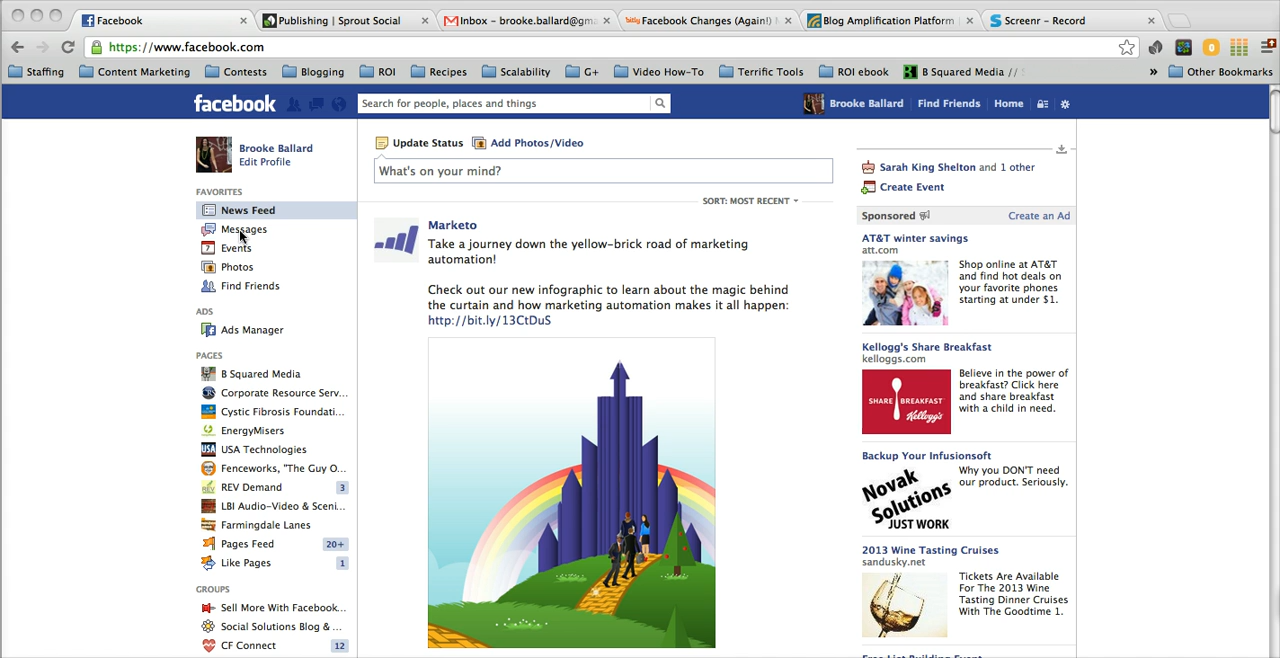 Facebook
Publishing | Sprout Social
Inbox – brooke.ballard@gm
bitly Facebook Changes (Again!)
Blog Amplification Platform
Screenr – Record
https://www.facebook.com
Staffing
Content Marketing
Contests
Blogging
ROI
Recipes
Scalability
G+
Video How-To
Terrific Tools
ROI ebook
B Squared Media //
»
Other Bookmarks
facebook
Search for people, places and things
Brooke Ballard
Find Friends
Home
Brooke Ballard
Edit Profile
FAVORITES
News Feed
Messages
7 Events
Photos
Find Friends
ADS
Ads Manager
PAGES
B Squared Media
Corporate Resource Serv...
Cystic Fibrosis Foundati...
EnergyMisers
USA Technologies
Fenceworks, "The Guy O...
REV Demand 3
LBI Audio-Video & Sceni...
Farmingdale Lanes
Pages Feed 20+
Like Pages 1
GROUPS
Sell More With Facebook...
Social Solutions Blog & ...
CF Connect 12
Update Status
Add Photos/Video
What's on your mind?
SORT: MOST RECENT
Marketo
Take a journey down the yellow-brick road of marketing
automation!
Check out our new infographic to learn about the magic behind
the curtain and how marketing automation makes it all happen:
http://bit.ly/13CtDuS
Sarah King Shelton and 1 other
Create Event
Sponsored
Create an Ad
AT&T winter savings
att.com
Shop online at AT&T
and find hot deals on
your favorite phones
starting at under $1.
Kellogg's Share Breakfast
kelloggs.com
SHARE BREAKFAST
Kellogg's
Believe in the power of
breakfast? Click here
and share breakfast
with a child in need.
Backup Your Infusionsoft
Novak
Solutions
JUST WORK
Why you DON'T need
our product. Seriously.
2013 Wine Tasting Cruises
sandusky.net
Tickets Are Available
For The 2013 Wine
Tasting Dinner Cruises
With The Goodtime 1.
Free List Building Event